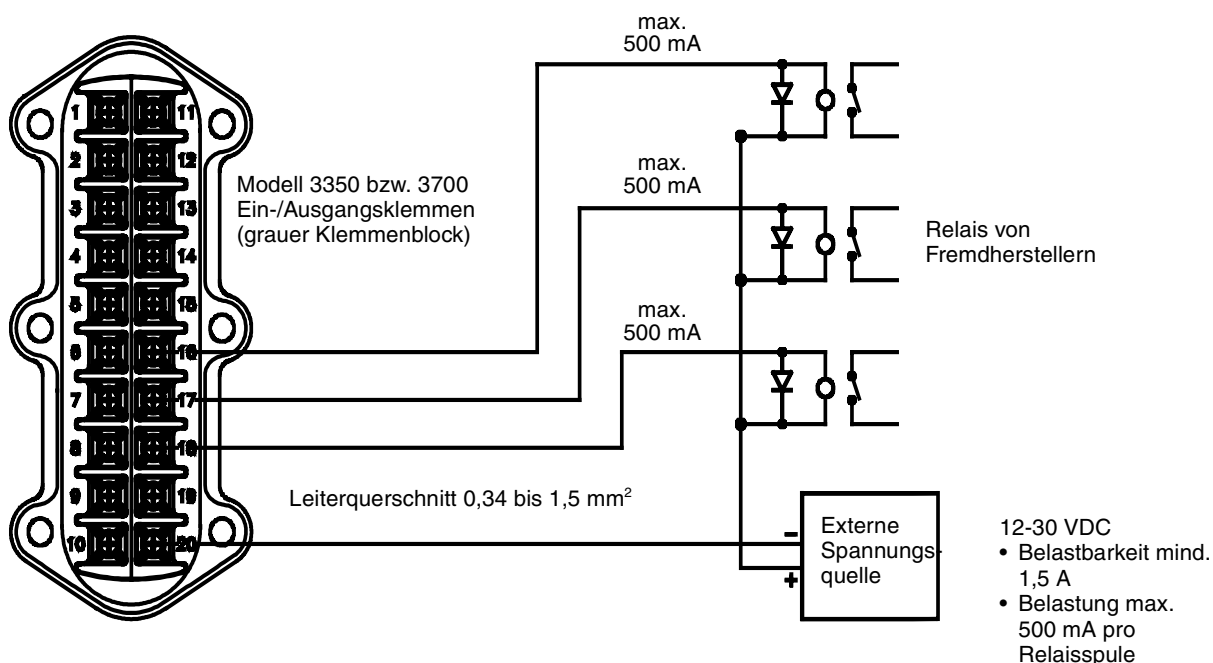 max.
500 mA
1
11
2
12
3
13
4
14
5
15
6
16
7
17
8
18
9
19
10
20
Modell 3350 bzw. 3700
Ein-/Ausgangsklemmen
(grauer Klemmenblock)
max.
500 mA
Relais von
Fremdherstellern
max.
500 mA
Leiterquerschnitt 0,34 bis 1,5 mm²
–
+
Externe
Spannungs-
quelle
12-30 VDC
• Belastbarkeit mind.
1,5 A
• Belastung max.
500 mA pro
Relaisspule